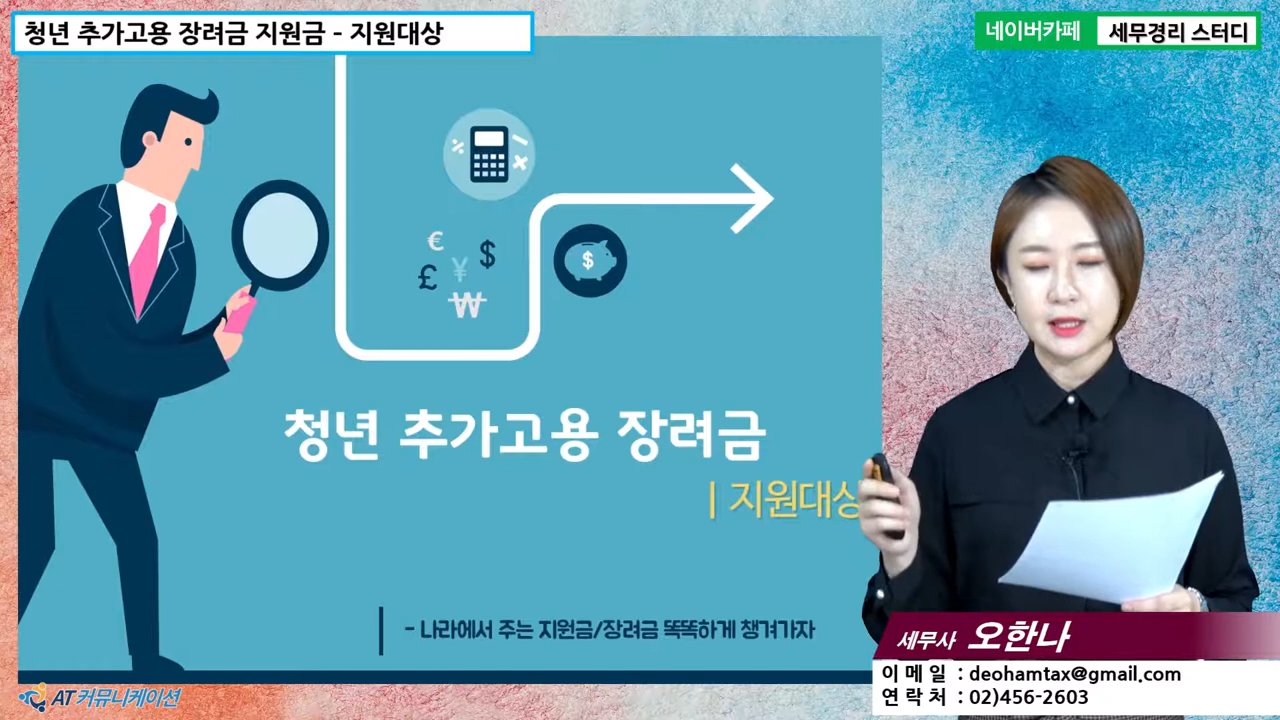 청년 추가고용 장려금 지원금 - 지원대상
네이버카페 세무경리 스터디
€ $
£ ¥
₩
$
청년 추가고용 장려금
| 지원대상
- 나라에서 주는 지원금/장려금 똑똑하게 챙겨가자
세무사 오한나
이 메 일 : deohamtax@gmail.com
연 락 처 : 02)456-2603
AT커뮤니케이션